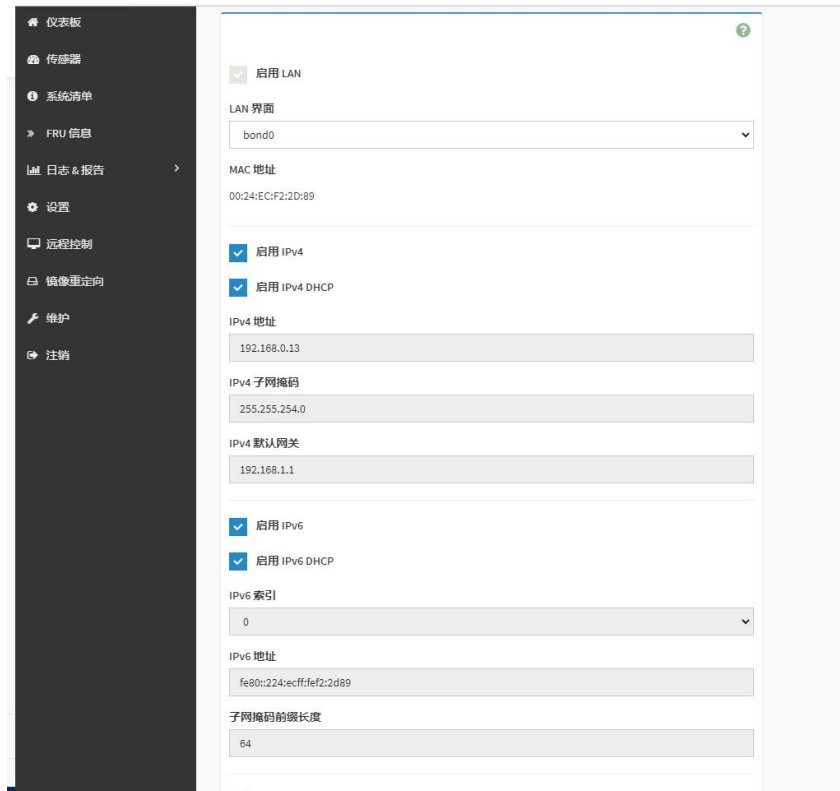 仪表板
传感器
系统清单
FRU 信息
日志 & 报告
设置
远程控制
镜像重定向
维护
注销
启用 LAN
LAN 界面
bond0
MAC 地址
00:24:EC:F2:2D:89
启用 IPv4
启用 IPv4 DHCP
IPv4 地址
192.168.0.13
IPv4 子网掩码
255.255.254.0
IPv4 默认网关
192.168.1.1
启用 IPv6
启用 IPv6 DHCP
IPv6 索引
0
IPv6 地址
fe80::224:ecff:fef2:2d89
子网掩码前缀长度
64